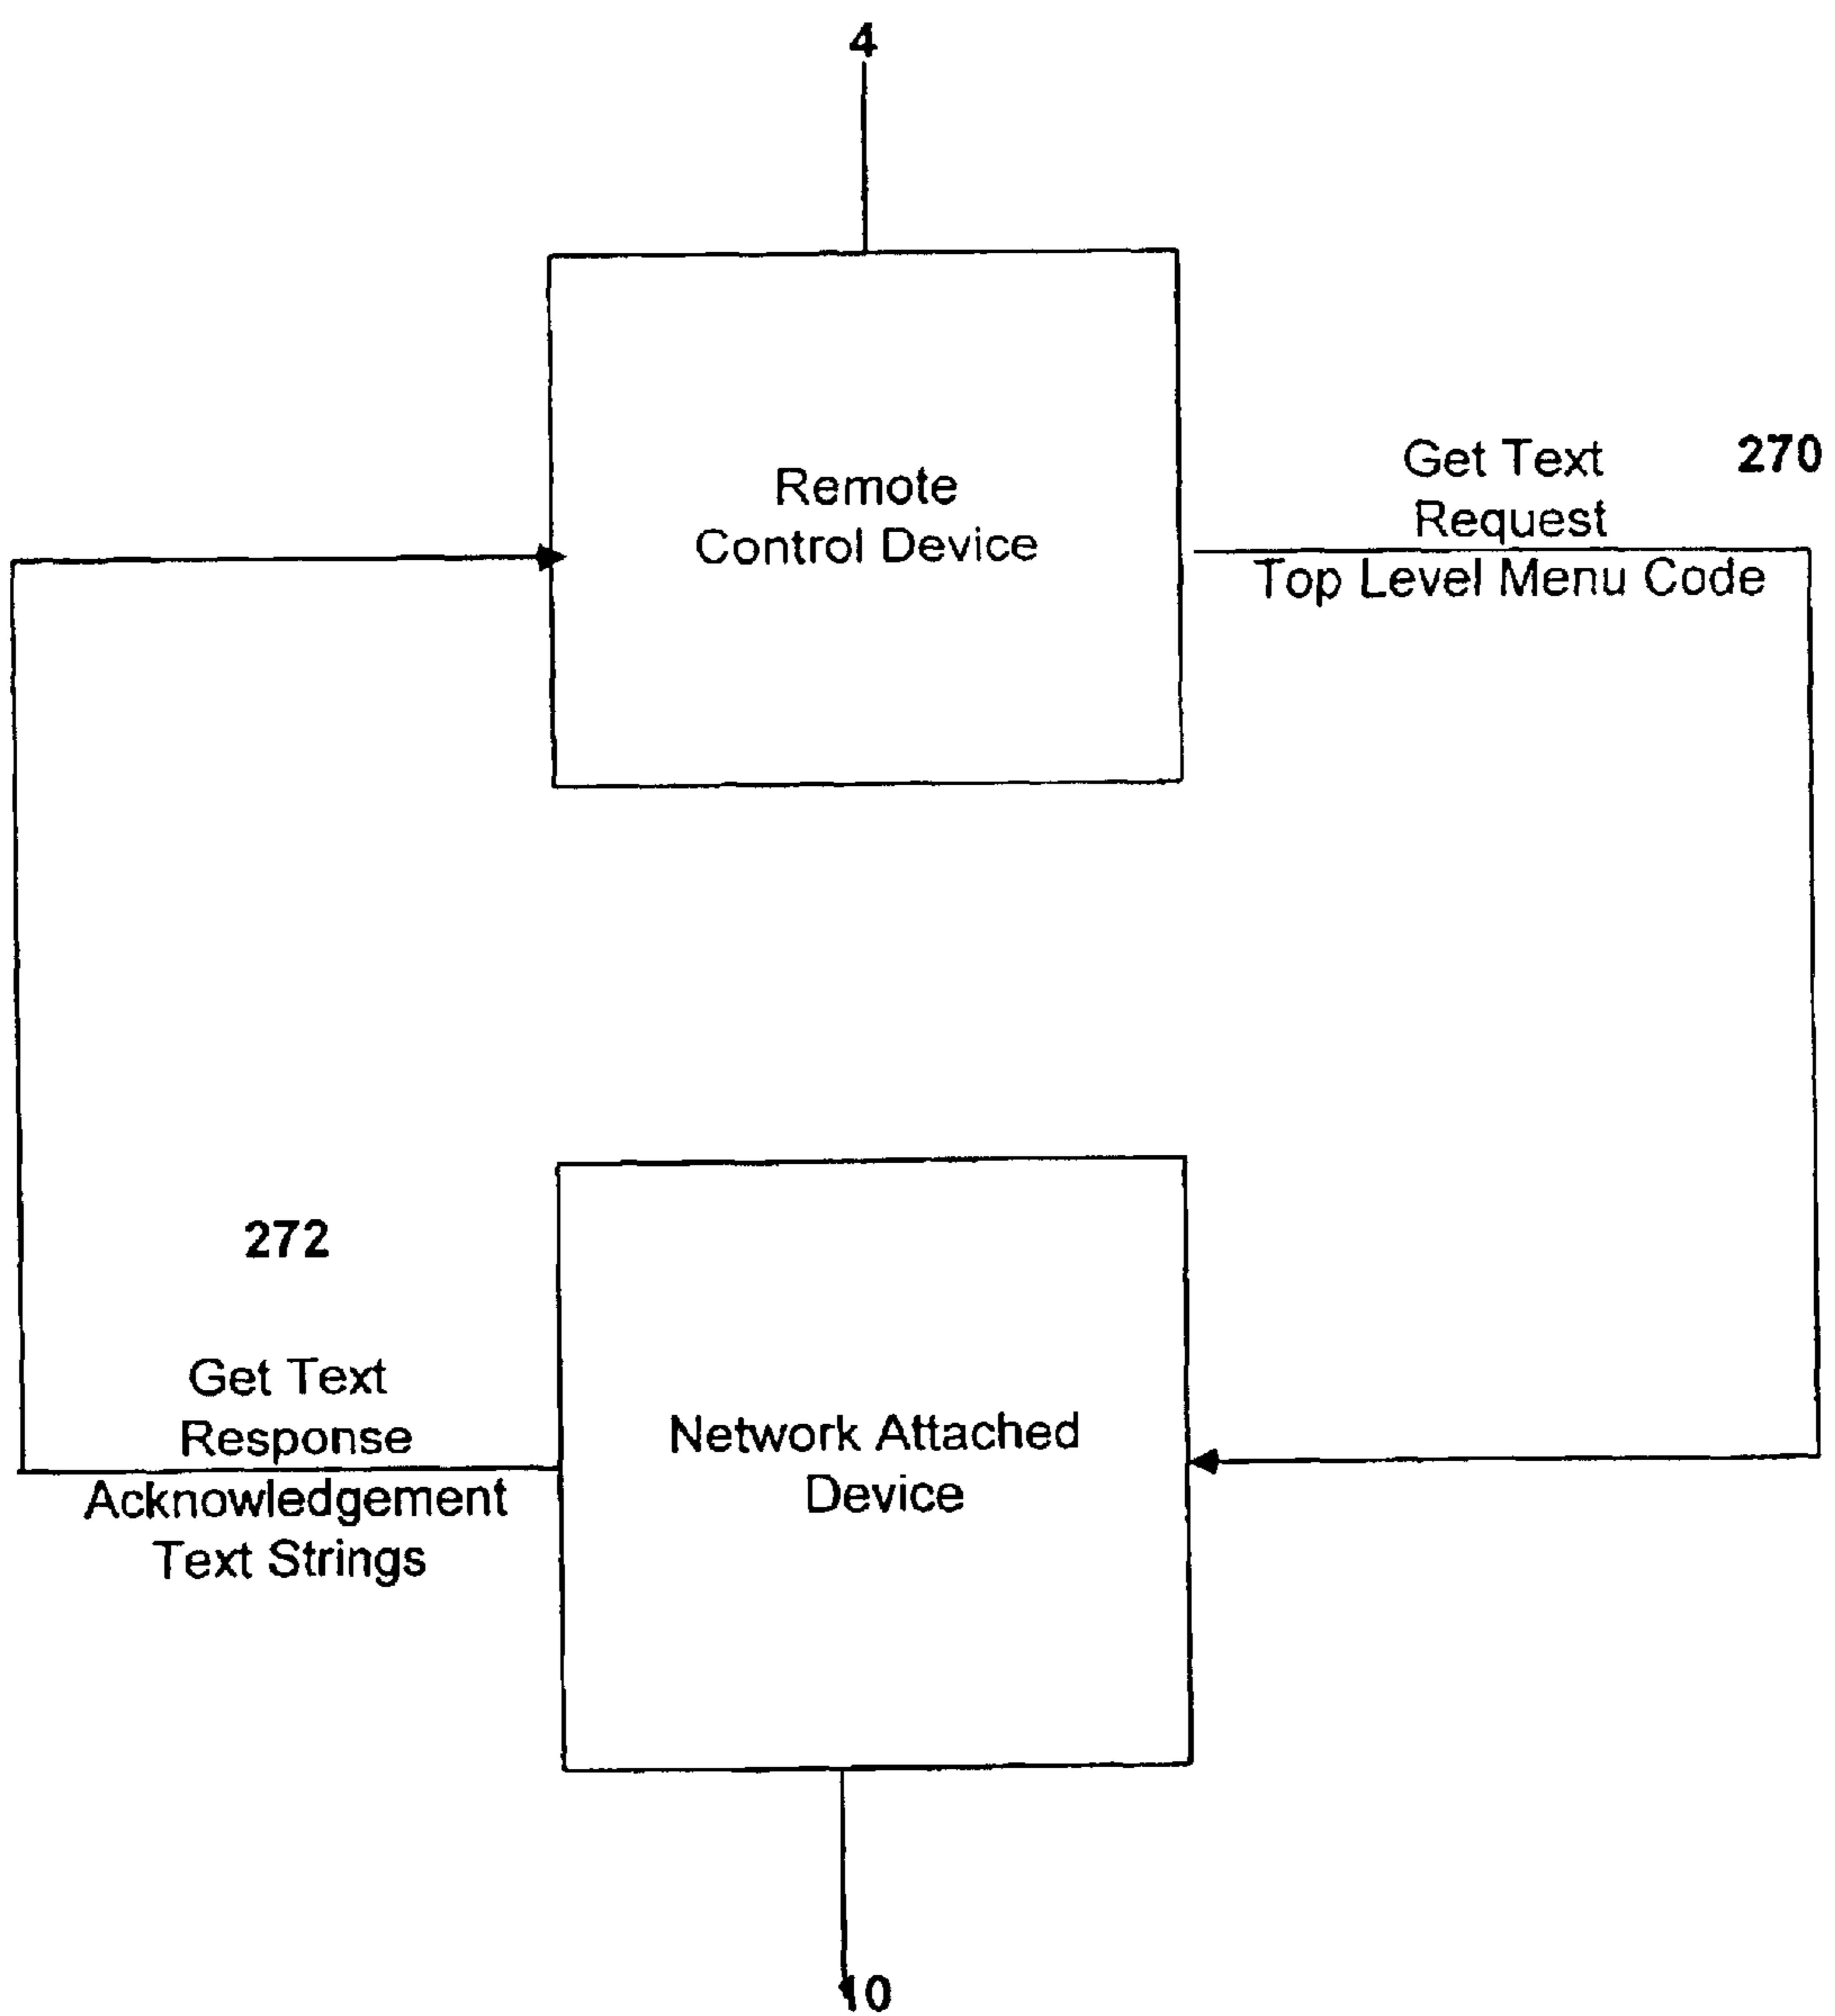 4
Remote
Control Device
Get Text
Request
Top Level Menu Code
270
272
Get Text
Response
Acknowledgement
Text Strings
Network Attached
Device
10